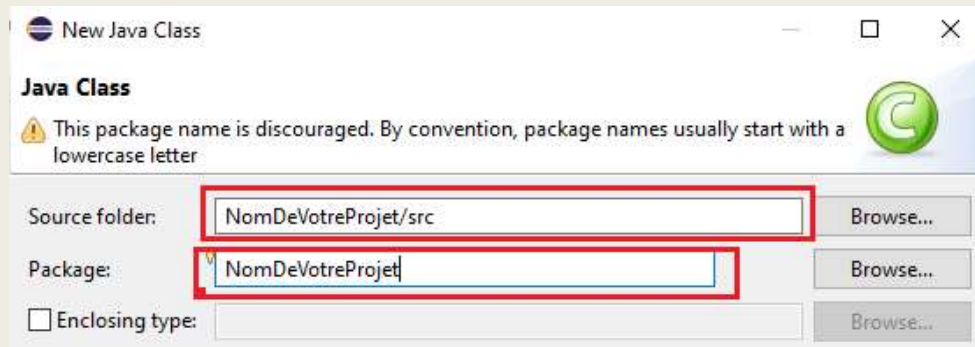 New Java Class
Java Class
This package name is discouraged. By convention, package names usually start with a
lowercase letter
Source folder: NomDeVotreProjet/src Browse...
Package: NomDeVotreProjet Browse...
Enclosing type: Browse...